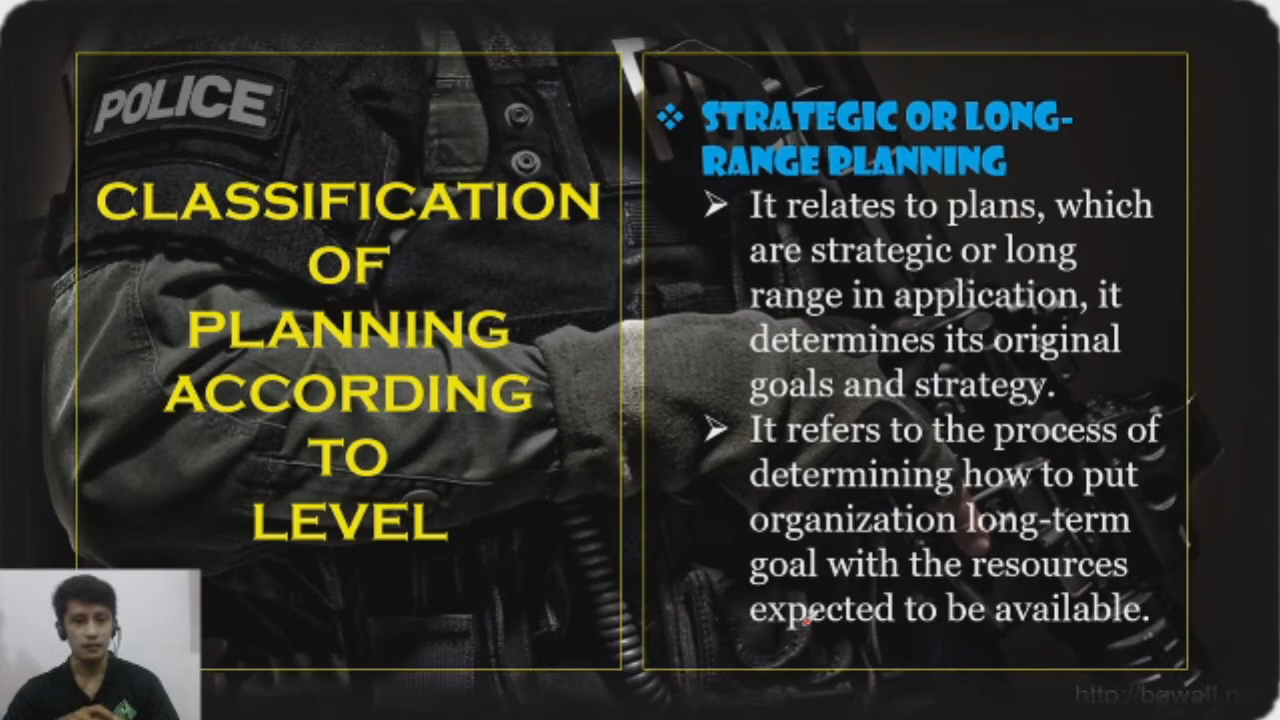 POLICE
CLASSIFICATION
OF
PLANNING
ACCORDING
TO
LEVEL
❖ STRATEGIC OR LONG-
RANGE PLANNING
➢ It relates to plans, which
are strategic or long
range in application, it
determines its original
goals and strategy.
➢ It refers to the process of
determining how to put
organization long-term
goal with the resources
expected to be available.